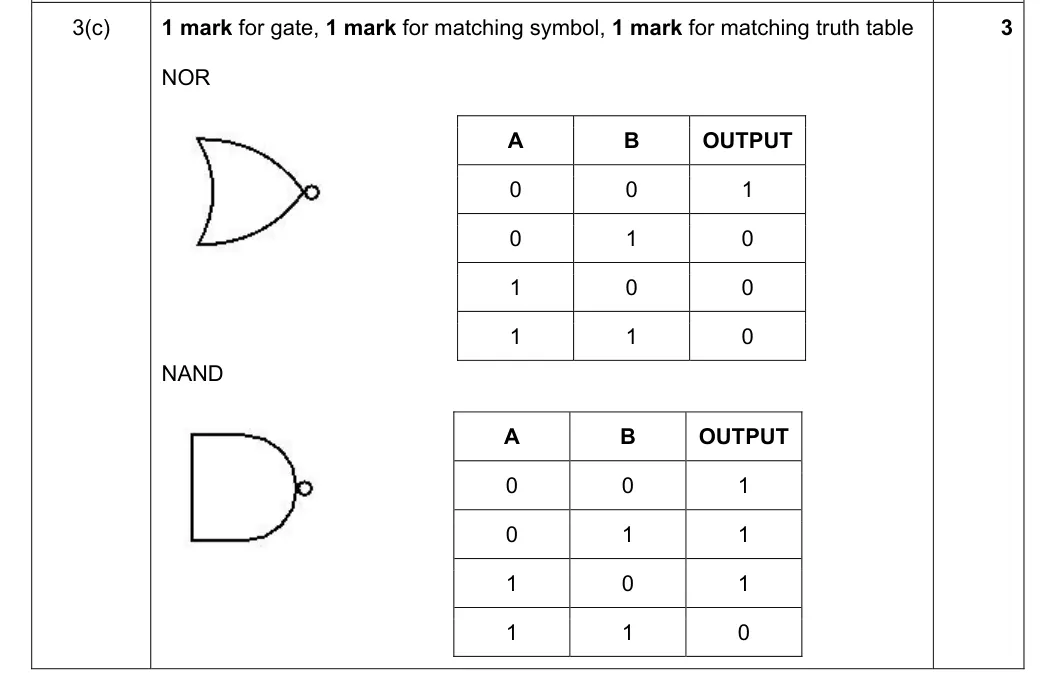 3(c) 1 mark for gate, 1 mark for matching symbol, 1 mark for matching truth table 3
NOR
A B OUTPUT
0 0 1
0 1 0
1 0 0
1 1 0
NAND
A B OUTPUT
0 0 1
0 1 1
1 0 1
1 1 0